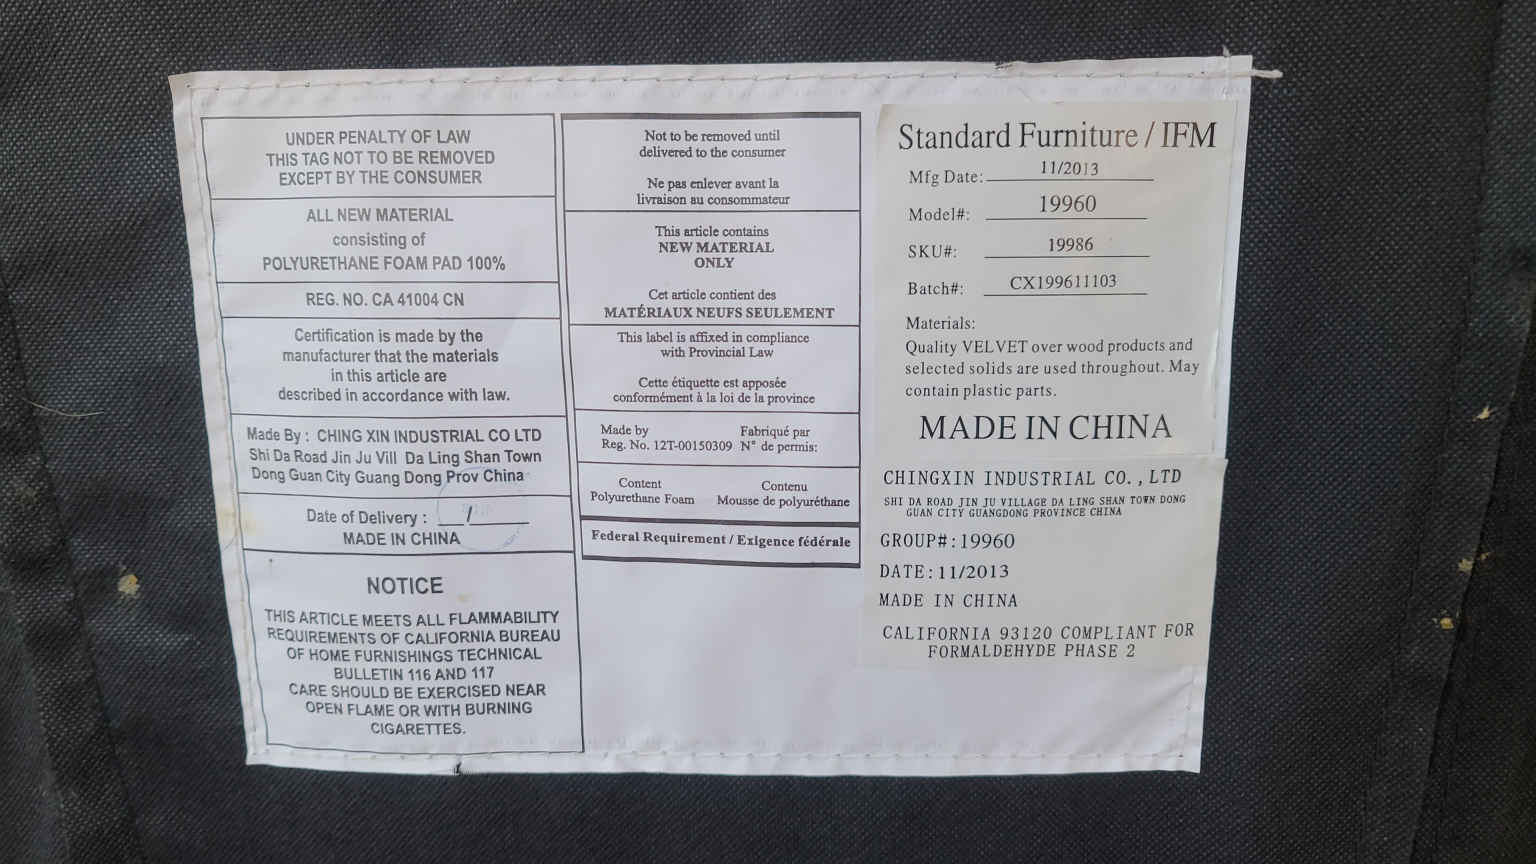 UNDER PENALTY OF LAW
THIS TAG NOT TO BE REMOVED
EXCEPT BY THE CONSUMER
ALL NEW MATERIAL
consisting of
POLYURETHANE FOAM PAD 100%
REG. NO. CA 41004 CN
Certification is made by the
manufacturer that the materials
in this article are
described in accordance with law.
Made By : CHING XIN INDUSTRIAL CO LTD
Shi Da Road Jin Ju Vill Da Ling Shan Town
Dong Guan City Guang Dong Prov China
Date of Delivery : __/____
MADE IN CHINA
NOTICE
THIS ARTICLE MEETS ALL FLAMMABILITY
REQUIREMENTS OF CALIFORNIA BUREAU
OF HOME FURNISHINGS TECHNICAL
BULLETIN 116 AND 117
CARE SHOULD BE EXERCISED NEAR
OPEN FLAME OR WITH BURNING
CIGARETTES.
Not to be removed until
delivered to the consumer
Ne pas enlever avant la
livraison au consommateur
This article contains
NEW MATERIAL
ONLY
Cet article contient des
MATÉRIAUX NEUFS SEULEMENT
This label is affixed in compliance
with Provincial Law
Cette étiquette est apposée
conformément à la loi de la province
Made by Fabriqué par
Reg. No. 12T-00150309 N° de permis:
Content Contenu
Polyurethane Foam Mousse de polyuréthane
Federal Requirement / Exigence fédérale
Standard Furniture / IFM
Mfg Date: 11/2013
Model#: 19960
SKU#: 19986
Batch#: CX199611103
Materials:
Quality VELVET over wood products and
selected solids are used throughout. May
contain plastic parts.
MADE IN CHINA
CHINGXIN INDUSTRIAL CO., LTD
SHI DA ROAD JIN JU VILLAGE DA LING SHAN TOWN DONG
GUAN CITY GUANGDONG PROVINCE CHINA
GROUP#:19960
DATE:11/2013
MADE IN CHINA
CALIFORNIA 93120 COMPLIANT FOR
FORMALDEHYDE PHASE 2